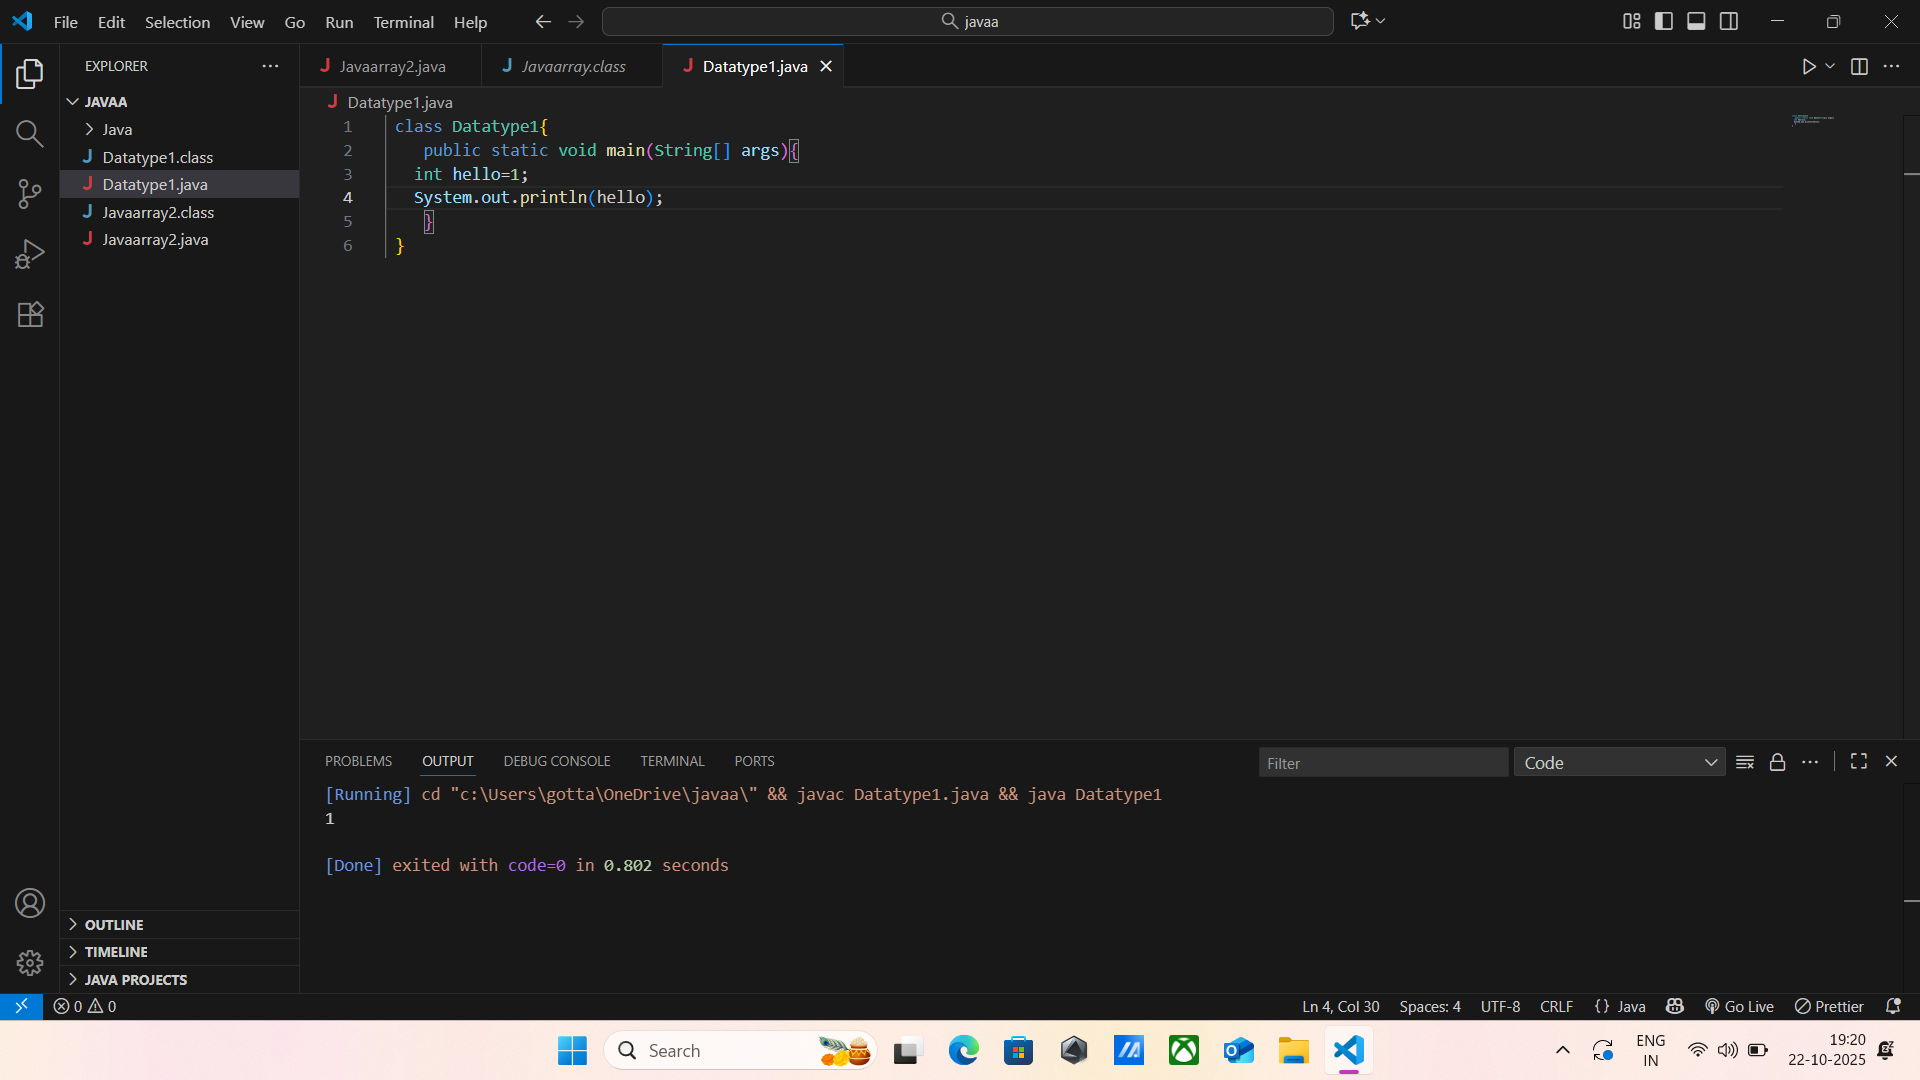 File Edit Selection View Go Run Terminal Help
javaa
EXPLORER
JAVAA
Java
Datatype1.class
Datatype1.java
Javaarray2.class
Javaarray2.java
OUTLINE
TIMELINE
JAVA PROJECTS
Javaarray2.java Javaarray.class Datatype1.java
Datatype1.java
1 class Datatype1{
2 public static void main(String[] args){
3 int hello=1;
4 System.out.println(hello);
5 }
6 }
PROBLEMS OUTPUT DEBUG CONSOLE TERMINAL PORTS Filter Code
[Running] cd "c:\Users\gotta\OneDrive\javaa\" && javac Datatype1.java && java Datatype1
1
[Done] exited with code=0 in 0.802 seconds
0 0 Ln 4, Col 30 Spaces: 4 UTF-8 CRLF {} Java Go Live Prettier
Search
ENG
IN
19:20
22-10-2025